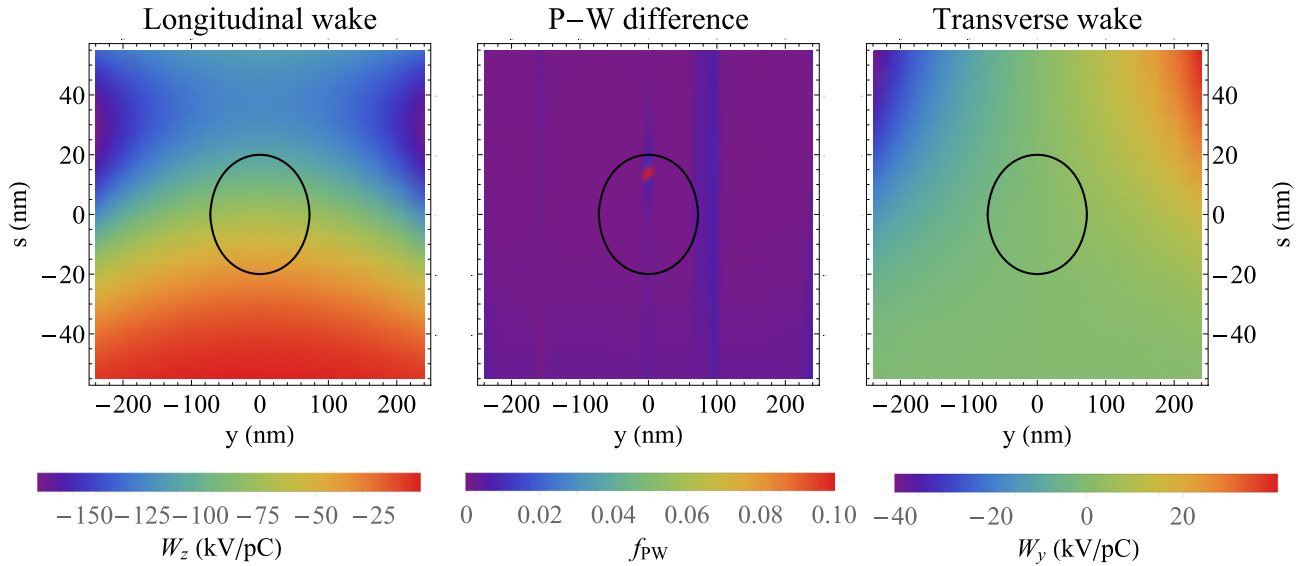 Longitudinal wake P−W difference Transverse wake
40 40
20 20
s (nm) 0 0 s (nm)
−20 −20
−40 −40
−200 −100 0 100 200 −200 −100 0 100 200 −200 −100 0 100 200
y (nm) y (nm) y (nm)
−150 −125 −100 −75 −50 −25 0 0.02 0.04 0.06 0.08 0.10 −40 −20 0 20
W_z (kV/pC) f_PW W_y (kV/pC)